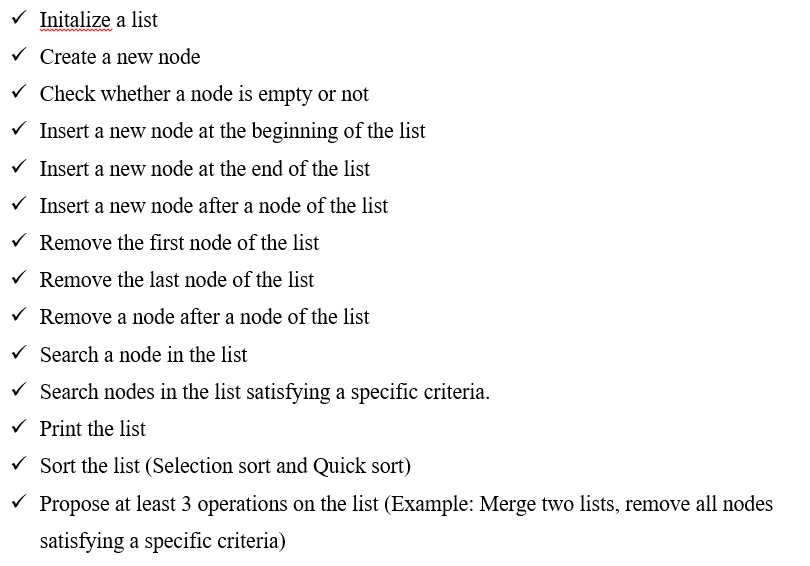 ✓ Initalize a list
✓ Create a new node
✓ Check whether a node is empty or not
✓ Insert a new node at the beginning of the list
✓ Insert a new node at the end of the list
✓ Insert a new node after a node of the list
✓ Remove the first node of the list
✓ Remove the last node of the list
✓ Remove a node after a node of the list
✓ Search a node in the list
✓ Search nodes in the list satisfying a specific criteria.
✓ Print the list
✓ Sort the list (Selection sort and Quick sort)
✓ Propose at least 3 operations on the list (Example: Merge two lists, remove all nodes
satisfying a specific criteria)